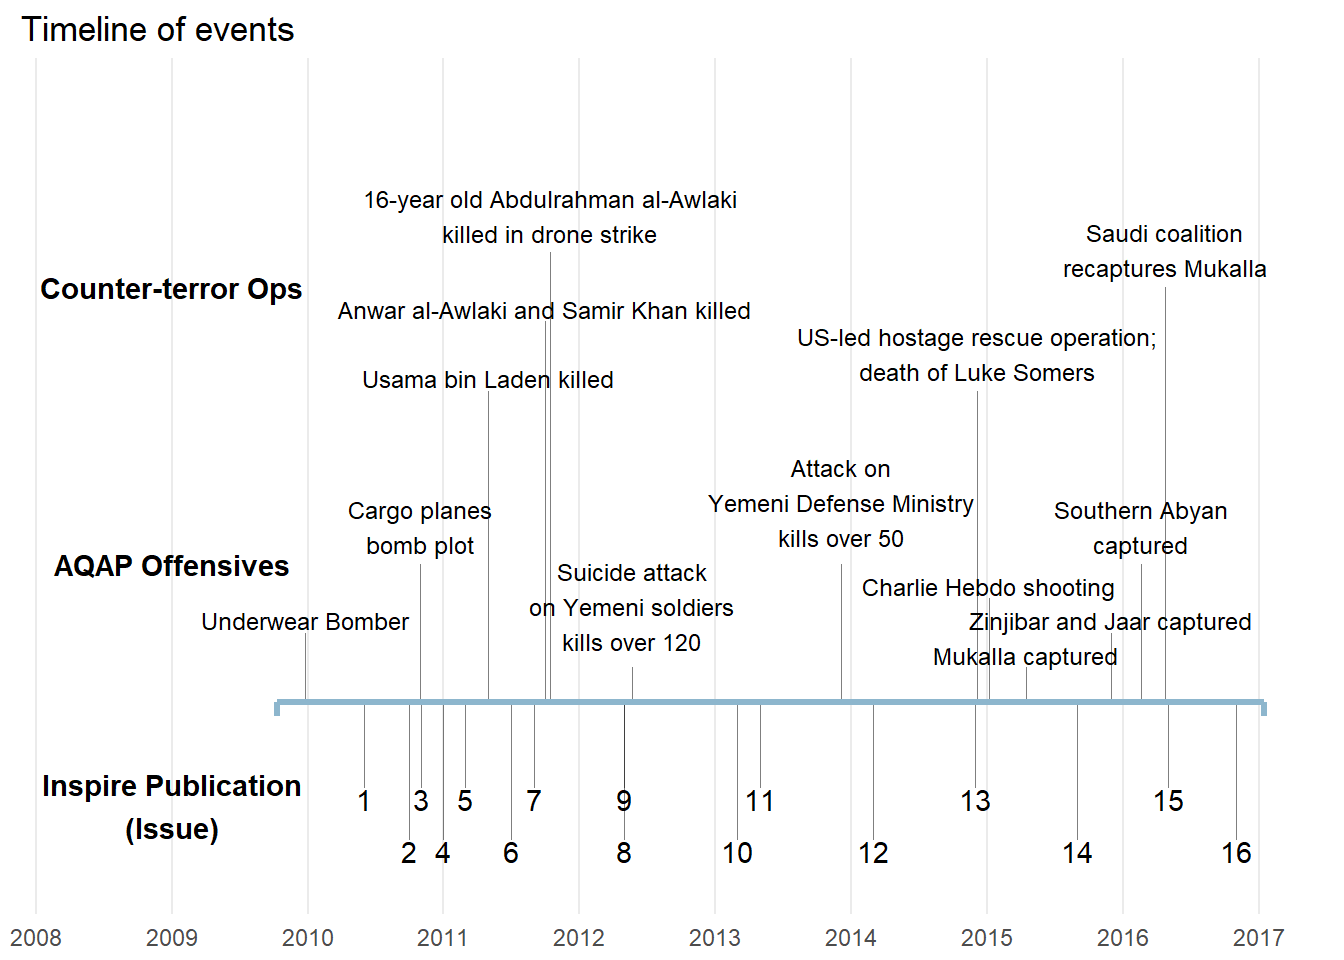 Timeline of events
16-year old Abdulrahman al-Awlaki
killed in drone strike
Saudi coalition
recaptures Mukalla
Counter-terror Ops
Anwar al-Awlaki and Samir Khan killed
US-led hostage rescue operation;
death of Luke Somers
Usama bin Laden killed
Attack on
Yemeni Defense Ministry
kills over 50
Cargo planes
bomb plot
Southern Abyan
captured
AQAP Offensives
Suicide attack
on Yemeni soldiers
kills over 120
Charlie Hebdo shooting
Underwear Bomber
Zinjibar and Jaar captured
Mukalla captured
Inspire Publication
(Issue)
1 3 5 7 9 11 13 15
2 4 6 8 10 12 14 16
2008 2009 2010 2011 2012 2013 2014 2015 2016 2017